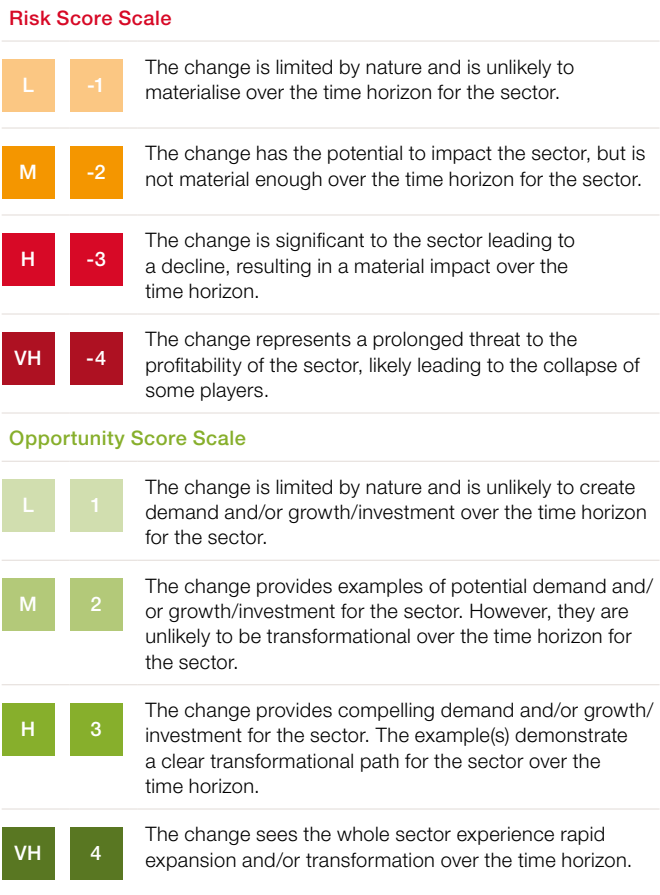 Risk Score Scale
L -1 The change is limited by nature and is unlikely to
materialise over the time horizon for the sector.
M -2 The change has the potential to impact the sector, but is
not material enough over the time horizon for the sector.
H -3 The change is significant to the sector leading to
a decline, resulting in a material impact over the
time horizon.
VH -4 The change represents a prolonged threat to the
profitability of the sector, likely leading to the collapse of
some players.
Opportunity Score Scale
L 1 The change is limited by nature and is unlikely to create
demand and/or growth/investment over the time horizon
for the sector.
M 2 The change provides examples of potential demand and/
or growth/investment for the sector. However, they are
unlikely to be transformational over the time horizon for
the sector.
H 3 The change provides compelling demand and/or growth/
investment for the sector. The example(s) demonstrate
a clear transformational path for the sector over the
time horizon.
VH 4 The change sees the whole sector experience rapid
expansion and/or transformation over the time horizon.